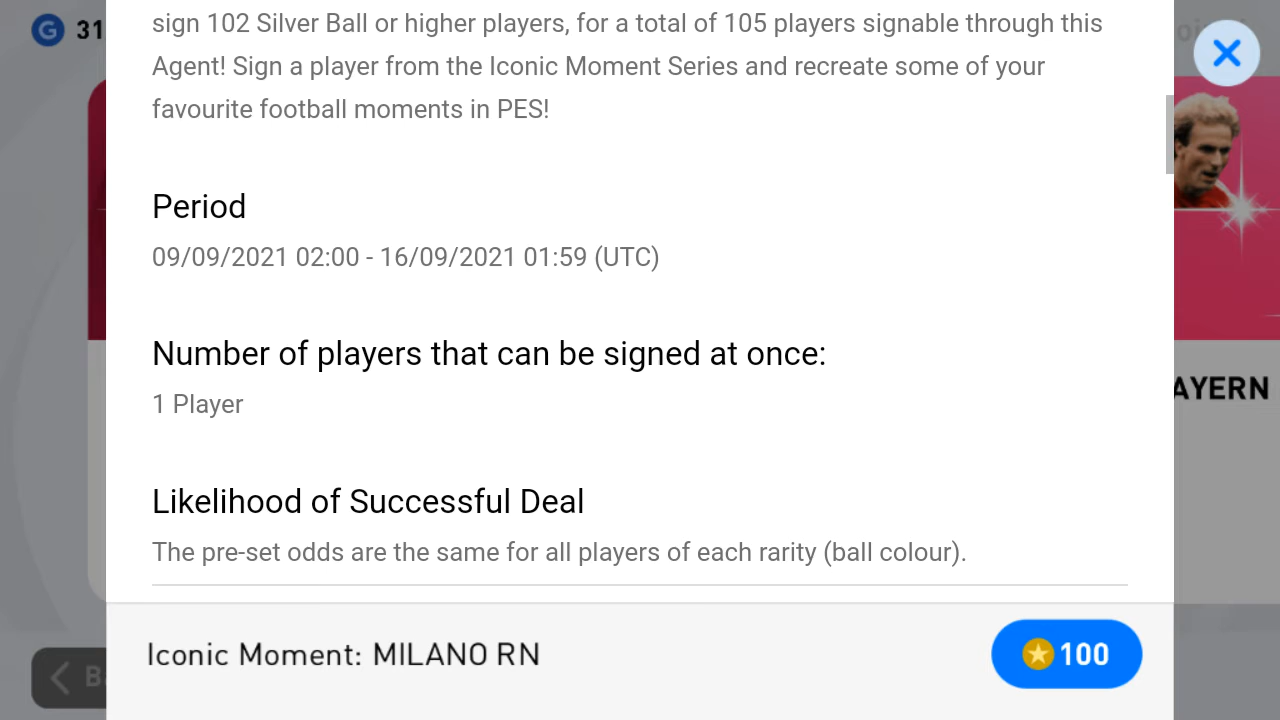 G 31
sign 102 Silver Ball or higher players, for a total of 105 players signable through this
Agent! Sign a player from the Iconic Moment Series and recreate some of your
favourite football moments in PES!
Period
09/09/2021 02:00 - 16/09/2021 01:59 (UTC)
Number of players that can be signed at once:
1 Player
AYERN
Likelihood of Successful Deal
The pre-set odds are the same for all players of each rarity (ball colour).
Iconic Moment: MILANO RN
100